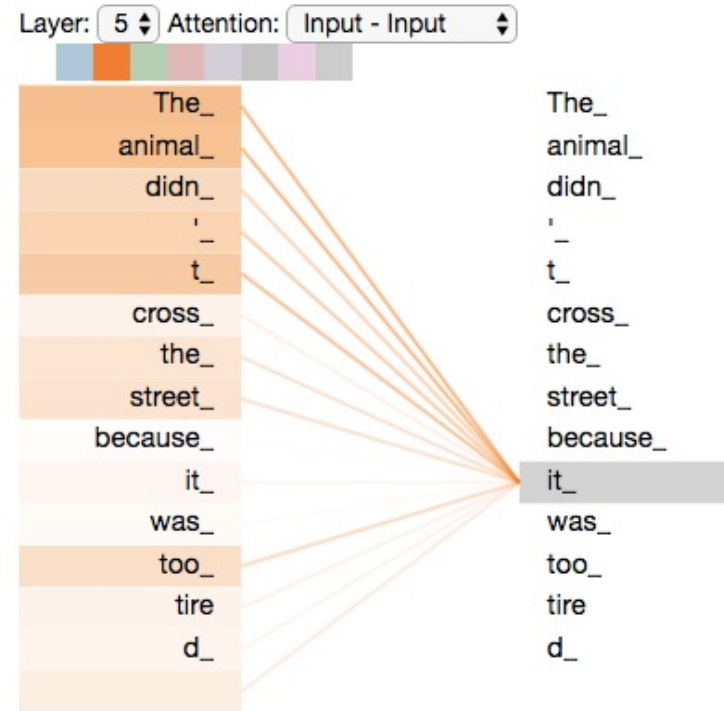 Layer: 5 Attention: Input - Input
The_ The_
animal_ animal_
didn_ didn_
'_ '_
t_ t_
cross_ cross_
the_ the_
street_ street_
because_ because_
it_ it_
was_ was_
too_ too_
tire tire
d_ d_